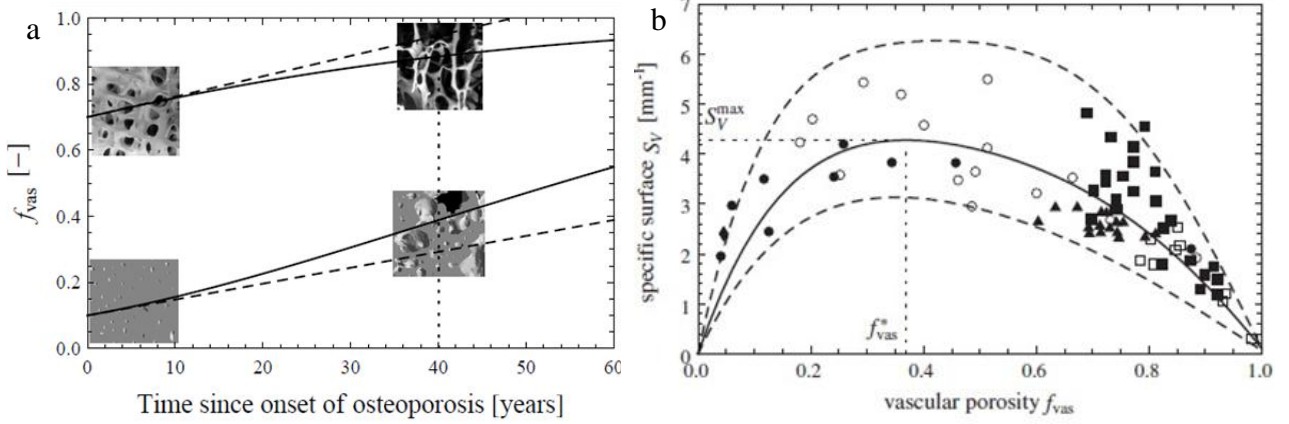 a
1.0
0.8
0.6
0.4
0.2
0.0
f_vas [−]
0 10 20 30 40 50 60
Time since onset of osteoporosis [years]
b
7
6
5
4
3
2
1
0
specific surface S_V [mm⁻¹]
S_V^max
f*_vas
0.0 0.2 0.4 0.6 0.8 1.0
vascular porosity f_vas